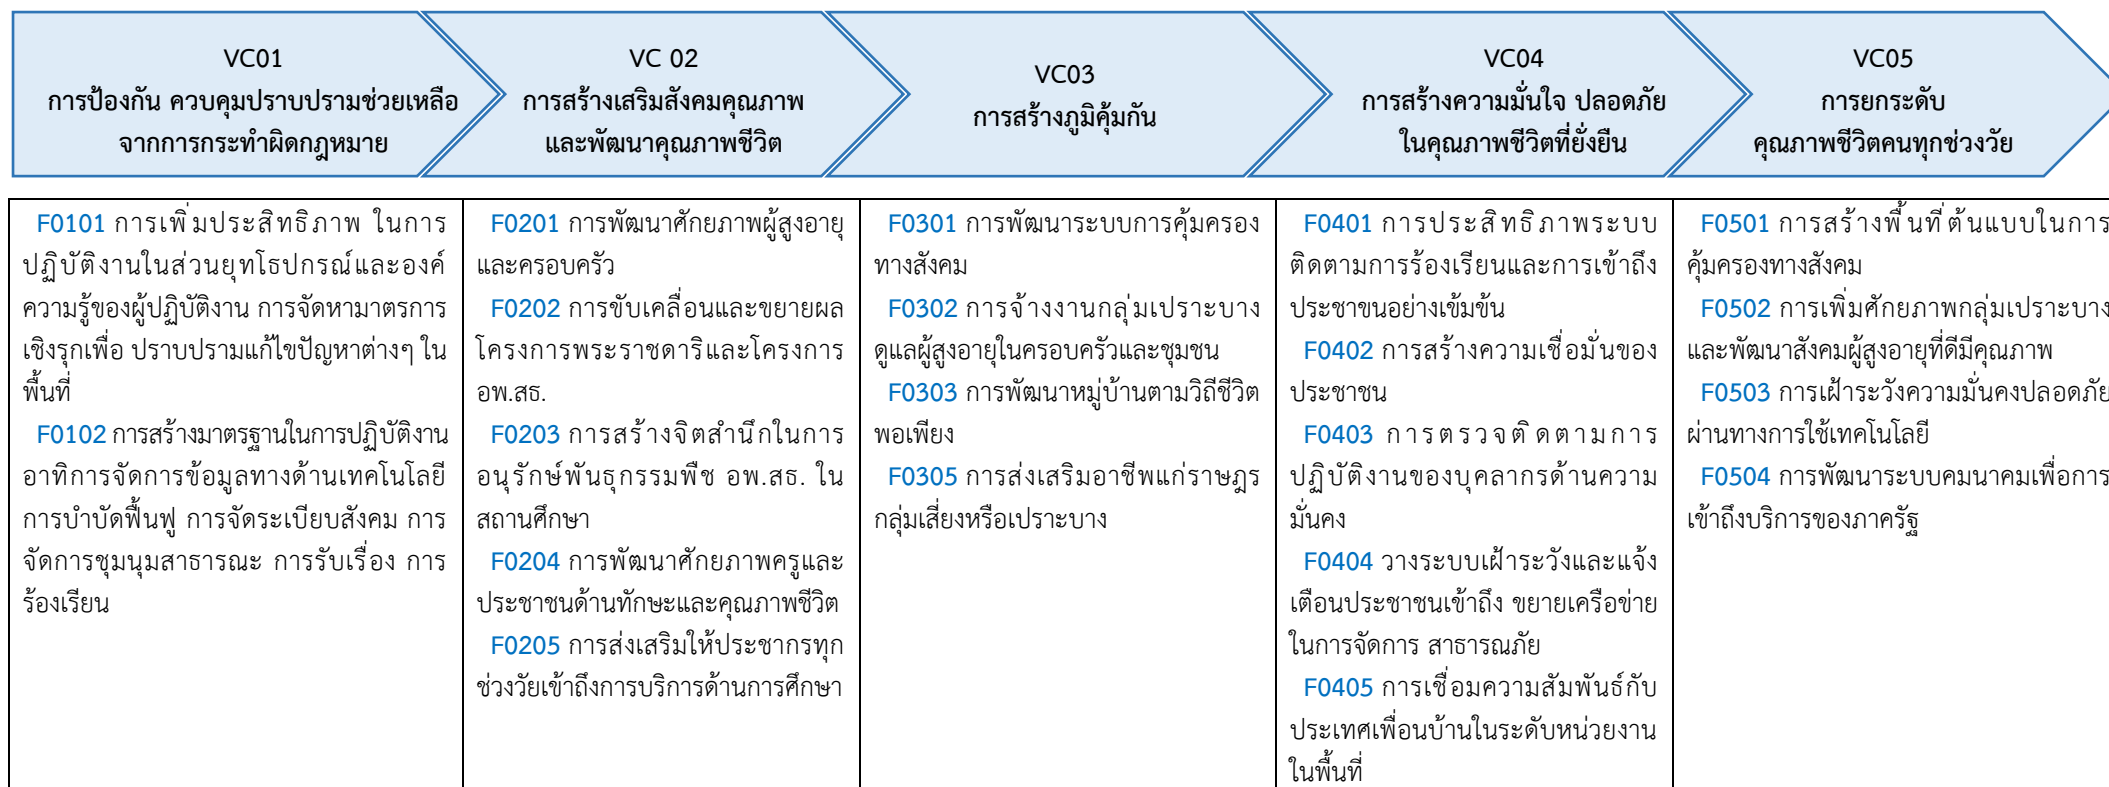 VC01
การป้องกัน ควบคุมปราบปรามช่วยเหลือ
จากการกระทำผิดกฎหมาย
VC 02
การสร้างเสริมสังคมคุณภาพ
และพัฒนาคุณภาพชีวิต
VC03
การสร้างภูมิคุ้มกัน
VC04
การสร้างความมั่นใจ ปลอดภัย
ในคุณภาพชีวิตที่ยั่งยืน
VC05
การยกระดับ
คุณภาพชีวิตคนทุกช่วงวัย
F0101 การเพิ่มประสิทธิภาพ ในการ
ปฏิบัติงานในส่วนยุทโธปกรณ์และองค์
ความรู้ของผู้ปฏิบัติงาน การจัดหามาตรการ
เชิงรุกเพื่อ ปราบปรามแก้ไขปัญหาต่างๆ ใน
พื้นที่
F0102 การสร้างมาตรฐานในการปฏิบัติงาน
อาทิการจัดการข้อมูลทางด้านเทคโนโลยี
การบำบัดฟื้นฟู การจัดระเบียบสังคม การ
จัดการชุมนุมสาธารณะ การรับเรื่อง การ
ร้องเรียน
F0201 การพัฒนาศักยภาพผู้สูงอายุ
และครอบครัว
F0202 การขับเคลื่อนและขยายผล
โครงการพระราชดาริและโครงการ
อพ.สธ.
F0203 การสร้างจิตสำนึกในการ
อนุรักษ์พันธุกรรมพืช อพ.สธ. ใน
สถานศึกษา
F0204 การพัฒนาศักยภาพครูและ
ประชาชนด้านทักษะและคุณภาพชีวิต
F0205 การส่งเสริมให้ประชากรทุก
ช่วงวัยเข้าถึงการบริการด้านการศึกษา
F0301 การพัฒนาระบบการคุ้มครอง
ทางสังคม
F0302 การจ้างงานกลุ่มเปราะบาง
ดูแลผู้สูงอายุในครอบครัวและชุมชน
F0303 การพัฒนาหมู่บ้านตามวิถีชีวิต
พอเพียง
F0305 การส่งเสริมอาชีพแก่ราษฎร
กลุ่มเสี่ยงหรือเปราะบาง
F0401 การประสิทธิภาพระบบ
ติดตามการร้องเรียนและการเข้าถึง
ประชาขนอย่างเข้มข้น
F0402 การสร้างความเชื่อมั่นของ
ประชาชน
F0403 การตรวจติดตามการ
ปฏิบัติงานของบุคลากรด้านความ
มั่นคง
F0404 วางระบบเฝ้าระวังและแจ้ง
เตือนประชาชนเข้าถึง ขยายเครือข่าย
ในการจัดการ สาธารณภัย
F0405 การเชื่อมความสัมพันธ์กับ
ประเทศเพื่อนบ้านในระดับหน่วยงาน
ในพื้นที่
F0501 การสร้างพื้นที่ต้นแบบในการ
คุ้มครองทางสังคม
F0502 การเพิ่มศักยภาพกลุ่มเปราะบาง
และพัฒนาสังคมผู้สูงอายุที่ดีมีคุณภาพ
F0503 การเฝ้าระวังความมั่นคงปลอดภัย
ผ่านทางการใช้เทคโนโลยี
F0504 การพัฒนาระบบคมนาคมเพื่อการ
เข้าถึงบริการของภาครัฐ